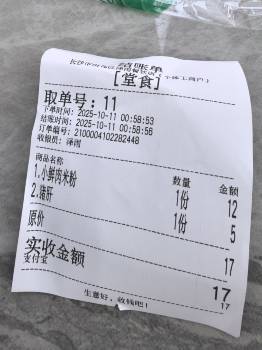 结账单
[堂食]
取单号：11
下单时间：2025-10-11 00:58:53
结账时间：2025-10-11 00:58:56
订单编号：2100004102282448
收银员：泽雨
商品名称 数量 金额
1.小鲜肉米粉 1份 12
2.猪肝 1份 5
原价 17
实收金额 17
支付宝 17
生意好，收钱吧！